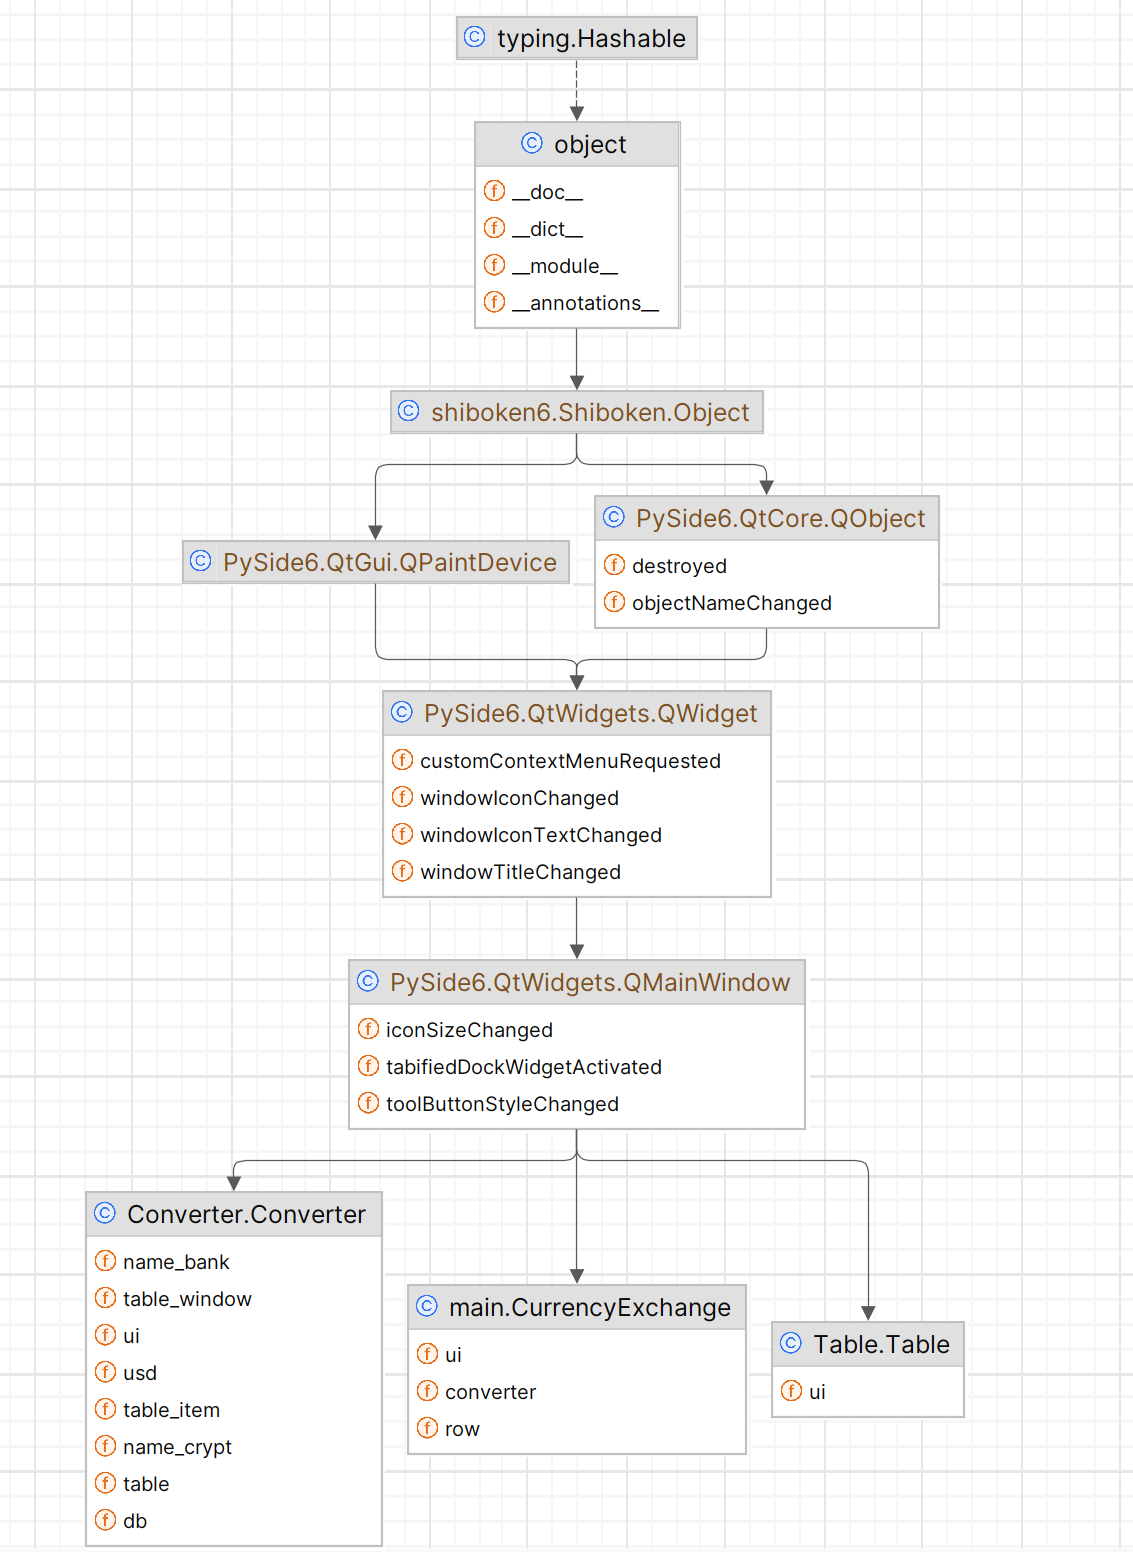 typing.Hashable
object
__doc__
__dict__
__module__
__annotations__
shiboken6.Shiboken.Object
PySide6.QtGui.QPaintDevice
PySide6.QtCore.QObject
destroyed
objectNameChanged
PySide6.QtWidgets.QWidget
customContextMenuRequested
windowIconChanged
windowIconTextChanged
windowTitleChanged
PySide6.QtWidgets.QMainWindow
iconSizeChanged
tabifiedDockWidgetActivated
toolButtonStyleChanged
Converter.Converter
name_bank
table_window
ui
usd
table_item
name_crypt
table
db
main.CurrencyExchange
ui
converter
row
Table.Table
ui